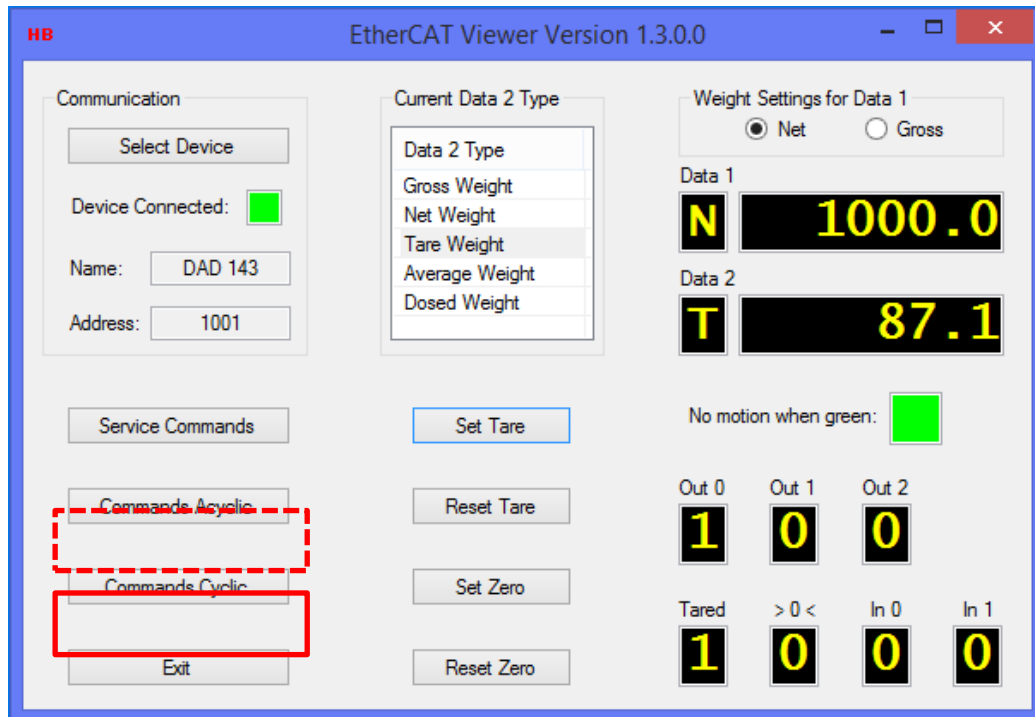 HB
EtherCAT Viewer Version 1.3.0.0
Communication
Select Device
Device Connected:
Name: DAD 143
Address: 1001
Current Data 2 Type
Data 2 Type
Gross Weight
Net Weight
Tare Weight
Average Weight
Dosed Weight
Weight Settings for Data 1
Net Gross
Data 1
N 1000.0
Data 2
T 87.1
No motion when green:
Service Commands
Commands Acyclic
Commands Cyclic
Exit
Set Tare
Reset Tare
Set Zero
Reset Zero
Out 0 Out 1 Out 2
1 0 0
Tared > 0 < In 0 In 1
1 0 0 0